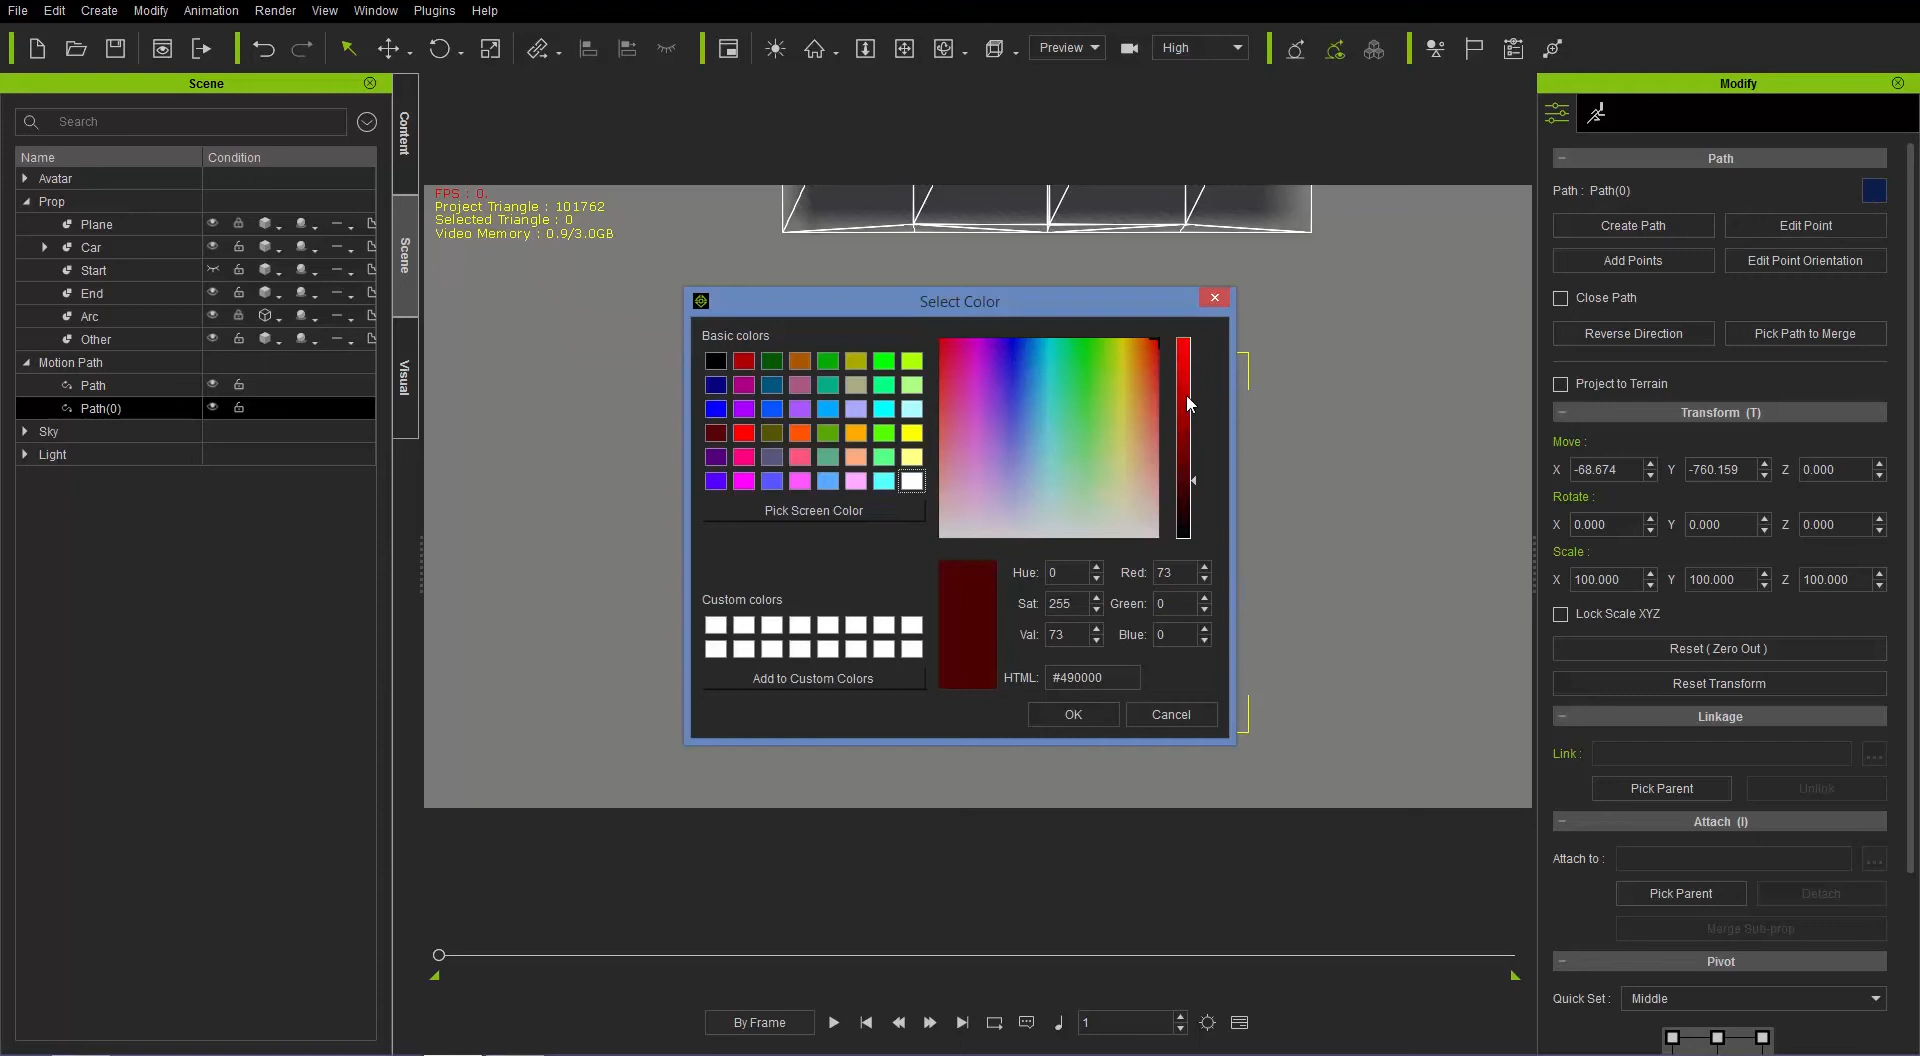 File Edit Create Modify Animation Render View Window Plugins Help
Preview High
Scene
Modify
Search
Content
Scene
Visual
Name Condition
Avatar
Prop
Plane
Car
Start
End
Arc
Other
Motion Path
Path
Path(0)
Sky
Light
FPS : 0.
Project Triangle : 101762
Selected Triangle : 0
Video Memory : 0.9/3.0GB
Select Color
Basic colors
Pick Screen Color
Custom colors
Add to Custom Colors
Hue: 0 Red: 73
Sat: 255 Green: 0
Val: 73 Blue: 0
HTML: #490000
OK Cancel
Path
Path : Path(0)
Create Path Edit Point
Add Points Edit Point Orientation
Close Path
Reverse Direction Pick Path to Merge
Project to Terrain
Transform (T)
Move :
X -68.674 Y -760.159 Z 0.000
Rotate :
X 0.000 Y 0.000 Z 0.000
Scale :
X 100.000 Y 100.000 Z 100.000
Lock Scale XYZ
Reset ( Zero Out )
Reset Transform
Linkage
Link :
...
Pick Parent Unlink
Attach (I)
Attach to :
...
Pick Parent Detach
Merge Sub-prop
Pivot
Quick Set : Middle
By Frame 1